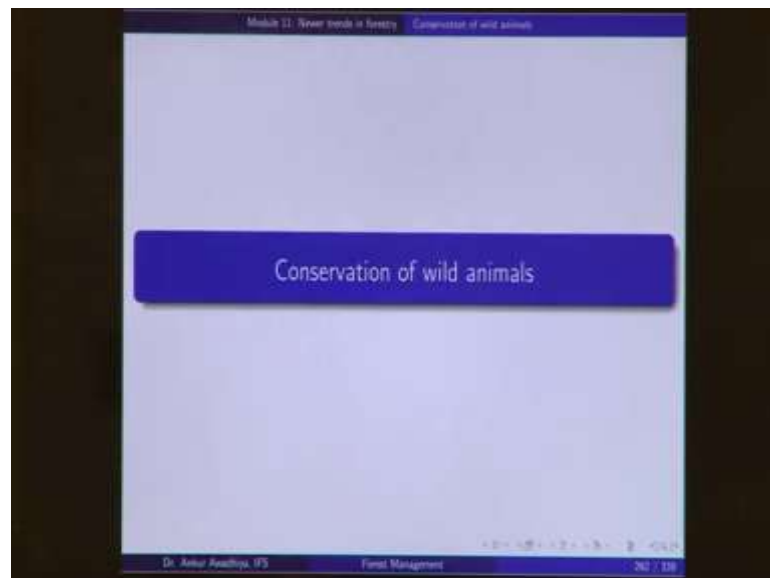 Module 11: Newer trends in forestry Conservation of wild animals
Conservation of wild animals
Dr. Ankur Awadhiya, IFS Forest Management